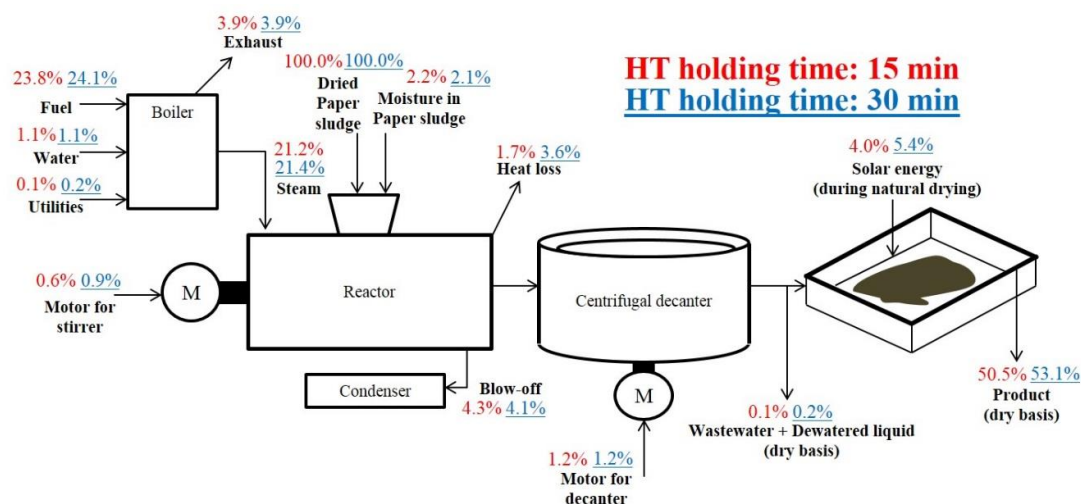 3.9% 3.9%
Exhaust
23.8% 24.1%
Fuel
Boiler
1.1% 1.1%
Water
0.1% 0.2%
Utilities
100.0% 100.0%
Dried
Paper
sludge
2.2% 2.1%
Moisture in
Paper sludge
HT holding time: 15 min
HT holding time: 30 min
21.2%
21.4%
Steam
1.7% 3.6%
Heat loss
4.0% 5.4%
Solar energy
(during natural drying)
0.6% 0.9%
Motor for
stirrer
M
Reactor
Centrifugal decanter
Condenser
Blow-off
4.3% 4.1%
M
1.2% 1.2%
Motor for
decanter
0.1% 0.2%
Wastewater + Dewatered liquid
(dry basis)
50.5% 53.1%
Product
(dry basis)